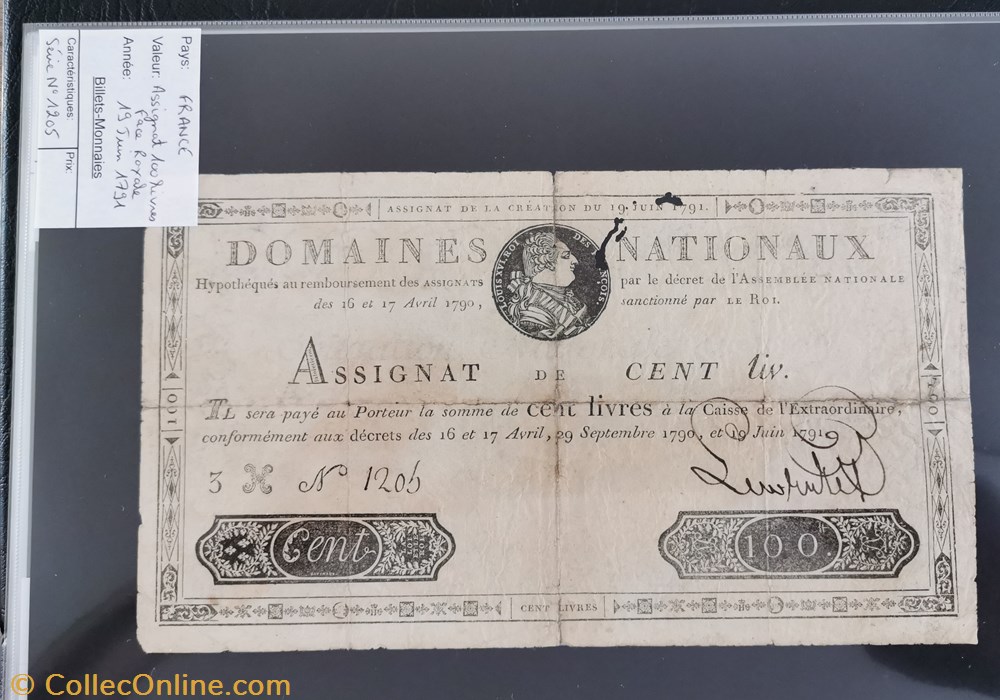 Pays: FRANCE
Valeur: Assignat 100 Livres
Face Royale
Année: 19 Juin 1791
Billets-Monnaies
Caractéristiques:
Prix:
Série N° 1205
ASSIGNAT DE LA CRÉATION DU 19 JUIN 1791.
DOMAINES NATIONAUX
LOUIS XVI, ROI DES NÇOIS
Hypothéqués au remboursement des ASSIGNATS par le décret de l'ASSEMBLÉE NATIONALE
des 16 et 17 Avril 1790, sanctionné par LE ROI.
ASSIGNAT DE CENT liv.
IL sera payé au Porteur la somme de cent livres à la Caisse de l'Extraordinaire,
conformément aux décrets des 16 et 17 Avril, 29 Septembre 1790, et 19 Juin 1791.
3 N° 1205
Cent
100.
100
100
CENT LIVRES
© CollecOnline.com